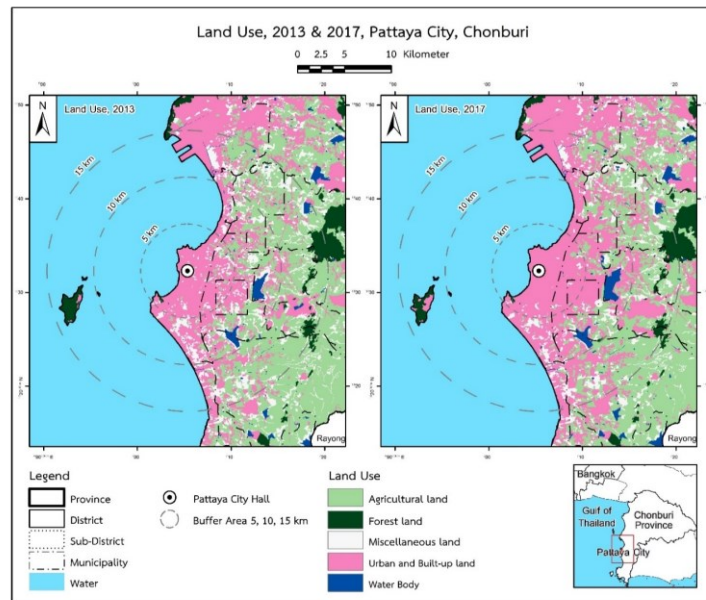 Land Use, 2013 & 2017, Pattaya City, Chonburi
0 2.5 5 10 Kilometer
N
Land Use, 2013
15 km
10 km
5 km
Rayong
N
Land Use, 2017
15 km
10 km
5 km
Rayong
Legend
Province
District
Sub-District
Municipality
Water
Pattaya City Hall
Buffer Area 5, 10, 15 km
Land Use
Agricultural land
Forest land
Miscellaneous land
Urban and Built-up land
Water Body
Bangkok
Gulf of
Thailand
Chonburi
Province
Pattaya City